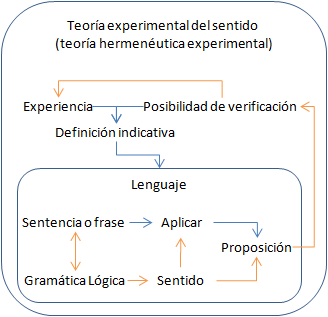 Teoría experimental del sentido
(teoría hermenéutica experimental)
Experiencia
Posibilidad de verificación
Definición indicativa
Lenguaje
Sentencia o frase
Aplicar
Proposición
Gramática Lógica
Sentido